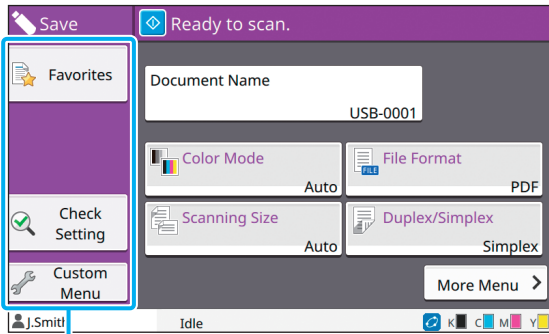 Save
Ready to scan.
Favorites
Document Name
USB-0001
Color Mode
Auto
File Format
FILE
PDF
Check
Setting
Scanning Size
Auto
Duplex/Simplex
Simplex
Custom
Menu
More Menu
J.Smith
Idle
K C M Y